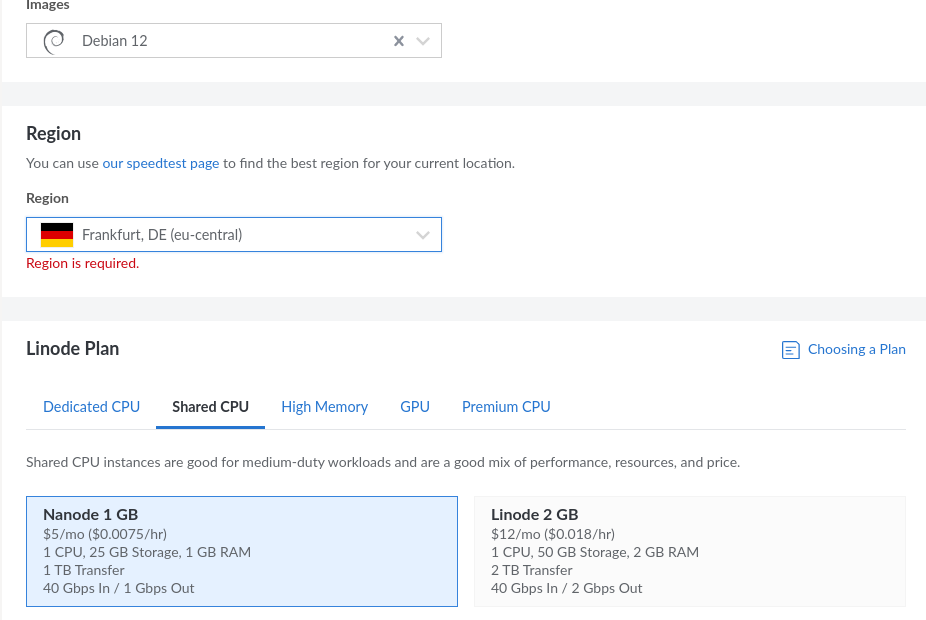 Images
Debian 12
Region
You can use our speedtest page to find the best region for your current location.
Region
Frankfurt, DE (eu-central)
Region is required.
Linode Plan
Choosing a Plan
Dedicated CPU
Shared CPU
High Memory
GPU
Premium CPU
Shared CPU instances are good for medium-duty workloads and are a good mix of performance, resources, and price.
Nanode 1 GB
$5/mo ($0.0075/hr)
1 CPU, 25 GB Storage, 1 GB RAM
1 TB Transfer
40 Gbps In / 1 Gbps Out
Linode 2 GB
$12/mo ($0.018/hr)
1 CPU, 50 GB Storage, 2 GB RAM
2 TB Transfer
40 Gbps In / 2 Gbps Out